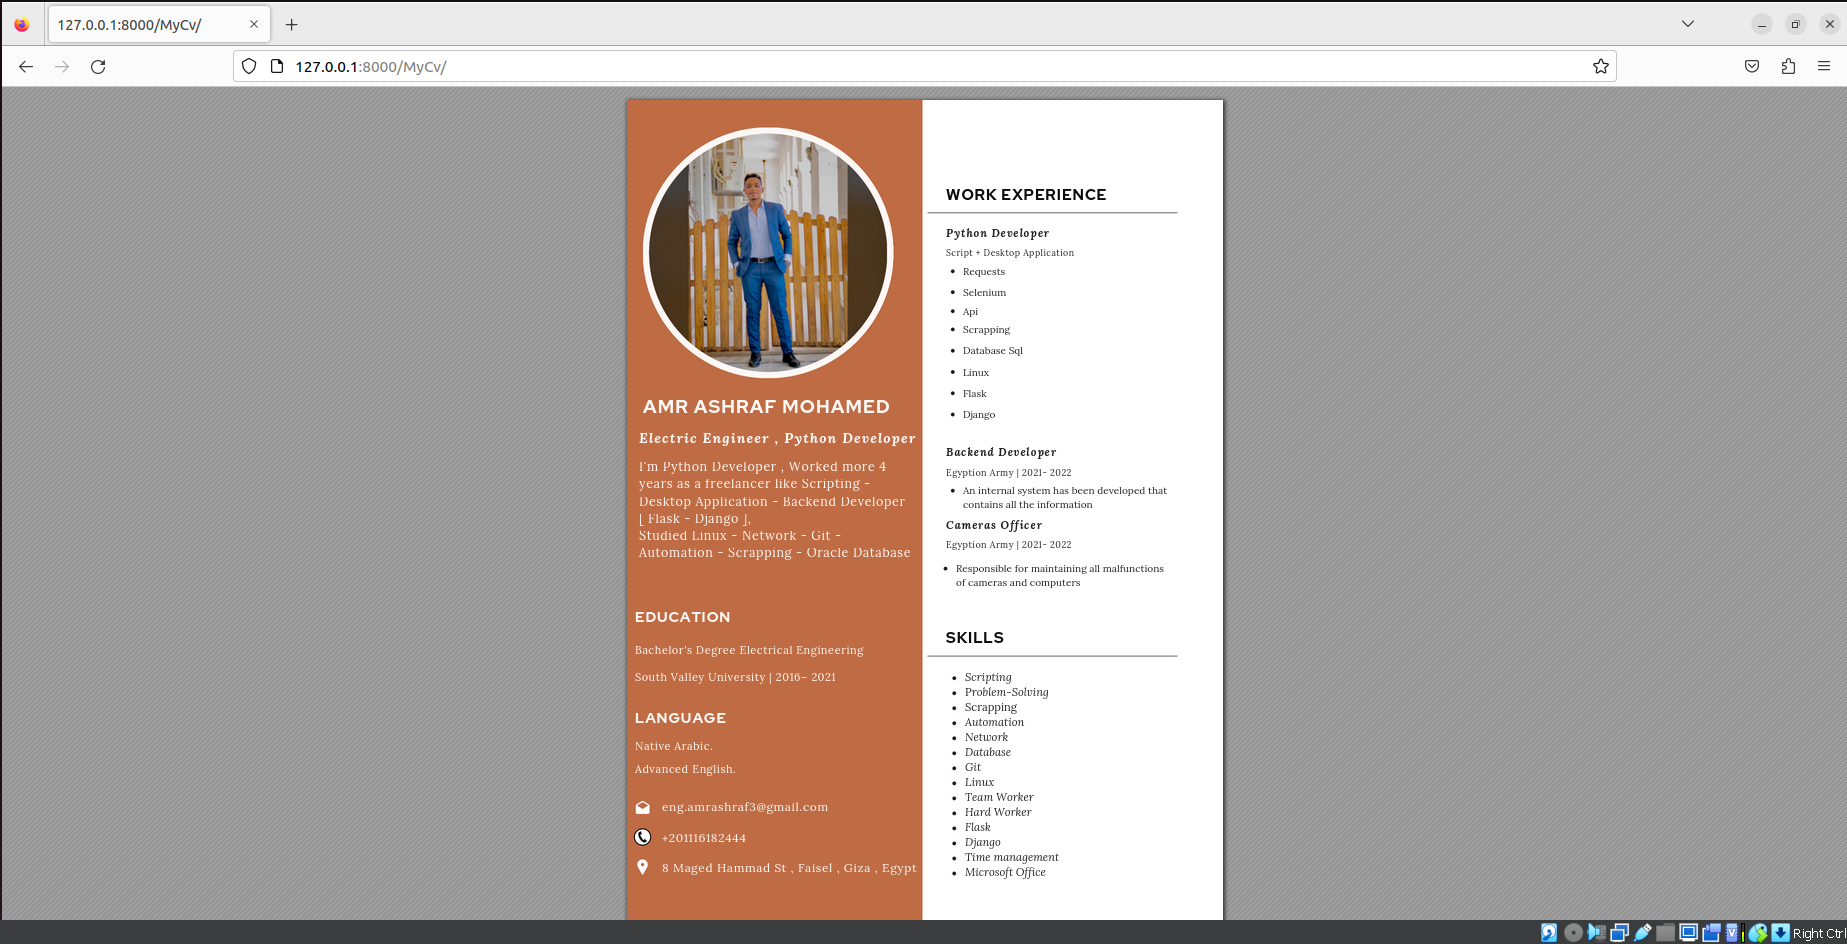 127.0.0.1:8000/MyCv/
127.0.0.1:8000/MyCv/
AMR ASHRAF MOHAMED
Electric Engineer , Python Developer
I'm Python Developer , Worked more 4
years as a freelancer like Scripting -
Desktop Application - Backend Developer
[ Flask - Django ],
Studied Linux - Network - Git -
Automation - Scrapping - Oracle Database
EDUCATION
Bachelor's Degree Electrical Engineering
South Valley University | 2016– 2021
LANGUAGE
Native Arabic.
Advanced English.
eng.amrashraf3@gmail.com
+201116182444
8 Maged Hammad St , Faisel , Giza , Egypt
WORK EXPERIENCE
Python Developer
Script + Desktop Application
Requests
Selenium
Api
Scrapping
Database Sql
Linux
Flask
Django
Backend Developer
Egyption Army | 2021- 2022
An internal system has been developed that
contains all the information
Cameras Officer
Egyption Army | 2021- 2022
Responsible for maintaining all malfunctions
of cameras and computers
SKILLS
Scripting
Problem-Solving
Scrapping
Automation
Network
Database
Git
Linux
Team Worker
Hard Worker
Flask
Django
Time management
Microsoft Office
Right Ctrl